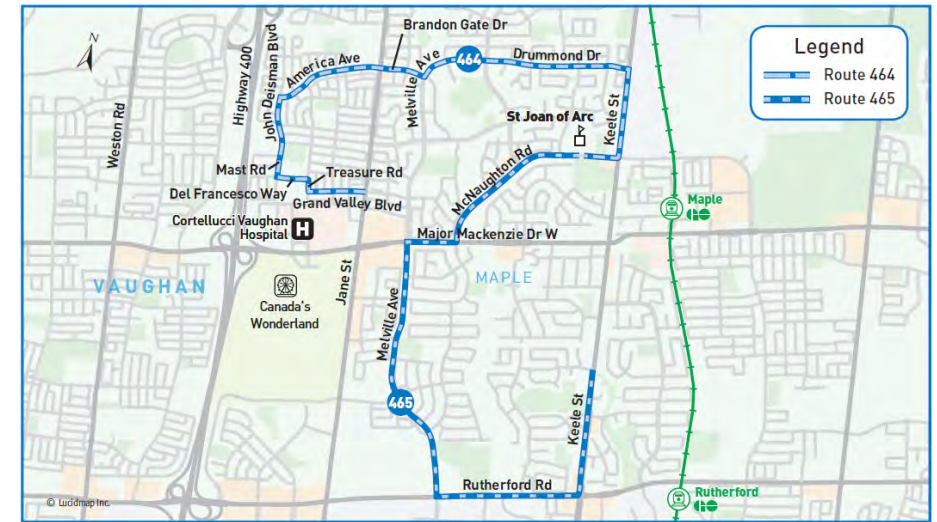 Brandon Gate Dr
America Ave
Melville Ave
464
Drummond Dr
Legend
Route 464
Route 465
N
Weston Rd
Highway 400
John Deisman Blvd
St Joan of Arc
Keele St
Mast Rd
Treasure Rd
Del Francesco Way
Grand Valley Blvd
McNaughton Rd
Maple
GO
Cortellucci Vaughan
Hospital
H
Major Mackenzie Dr W
VAUGHAN
MAPLE
Canada's
Wonderland
Jane St
Melville Ave
465
Keele St
Rutherford Rd
Rutherford
GO
© Lucidmap Inc.